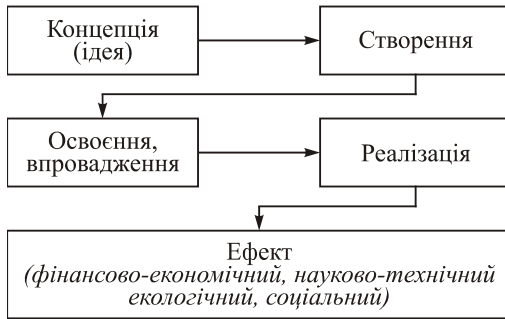 Концепція
(ідея)
Створення
Освоєння,
впровадження
Реалізація
Ефект
(фінансово-економічний, науково-технічний
екологічний, соціальний)